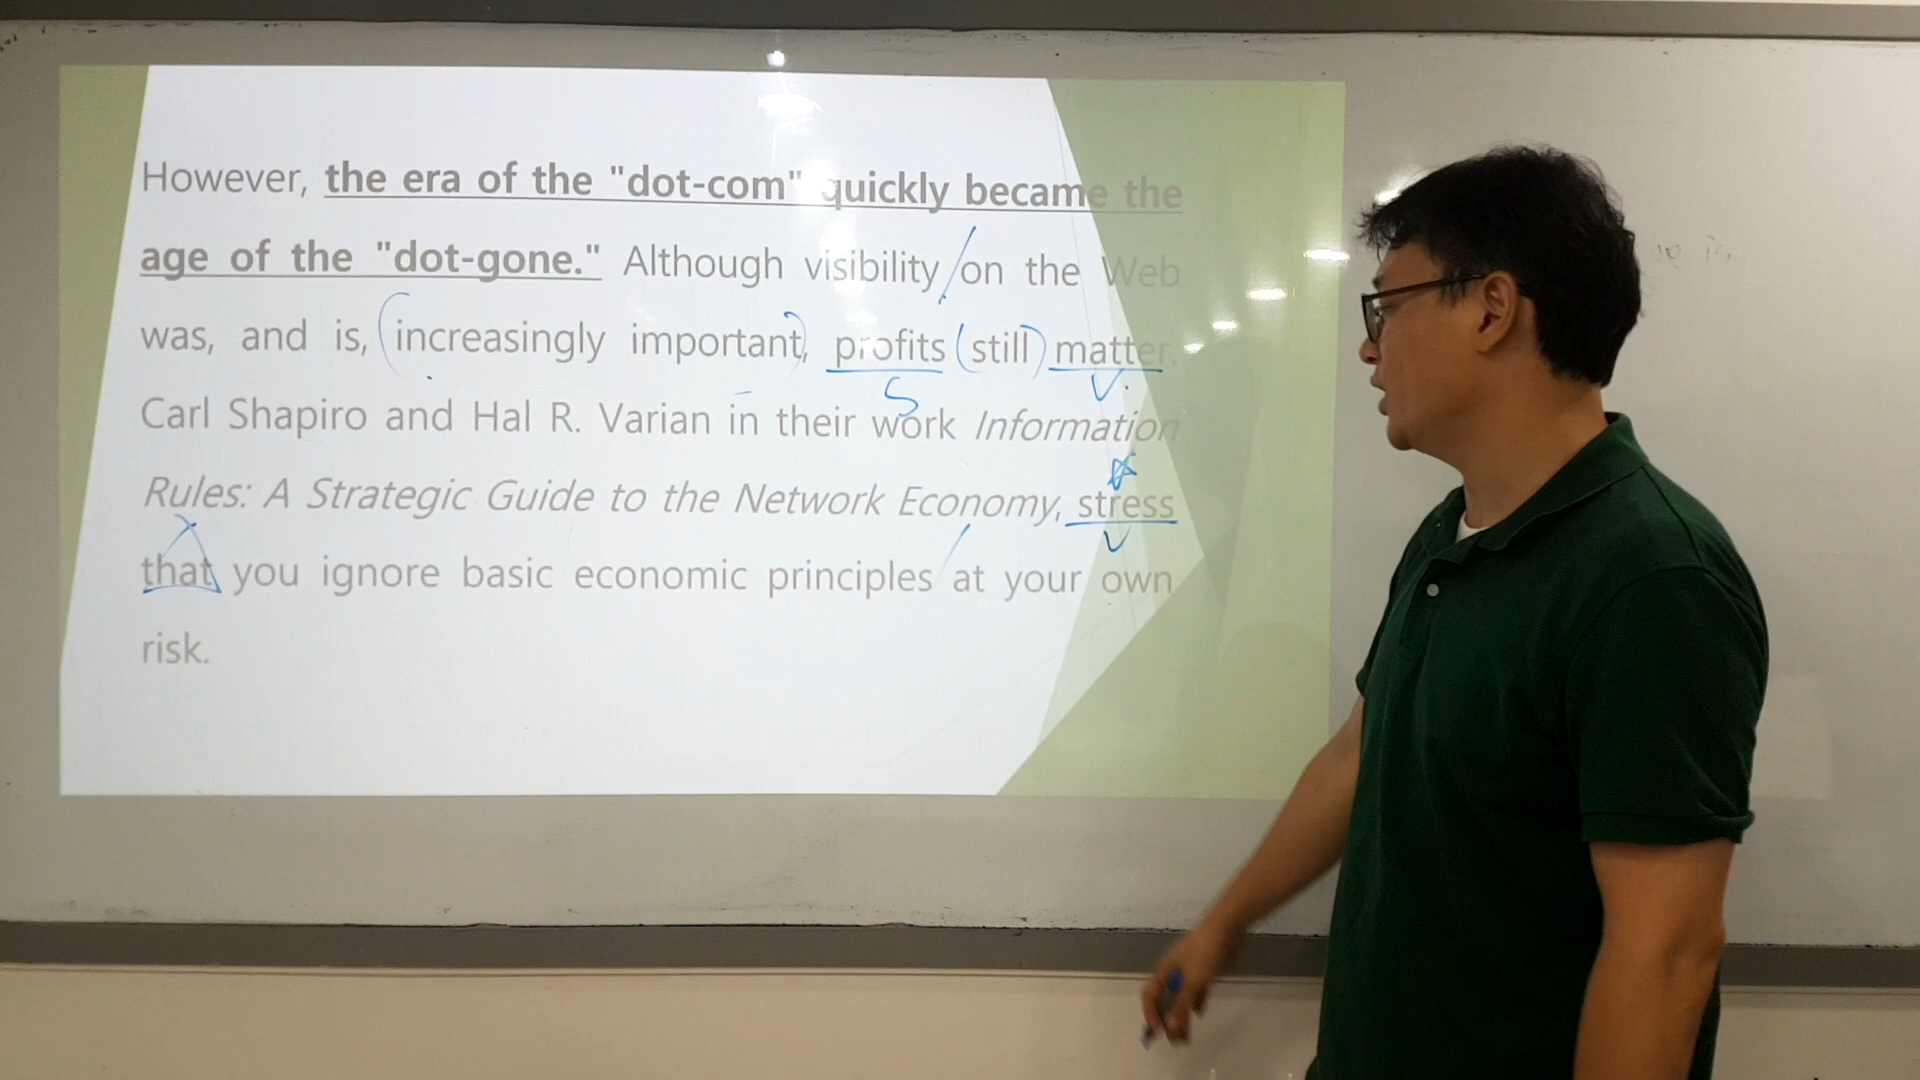 However, the era of the "dot-com" quickly became the
age of the "dot-gone." Although visibility on the Web
was, and is, increasingly important, profits still matter.
S V
Carl Shapiro and Hal R. Varian in their work Information
Rules: A Strategic Guide to the Network Economy, stress
V
that you ignore basic economic principles at your own
risk.